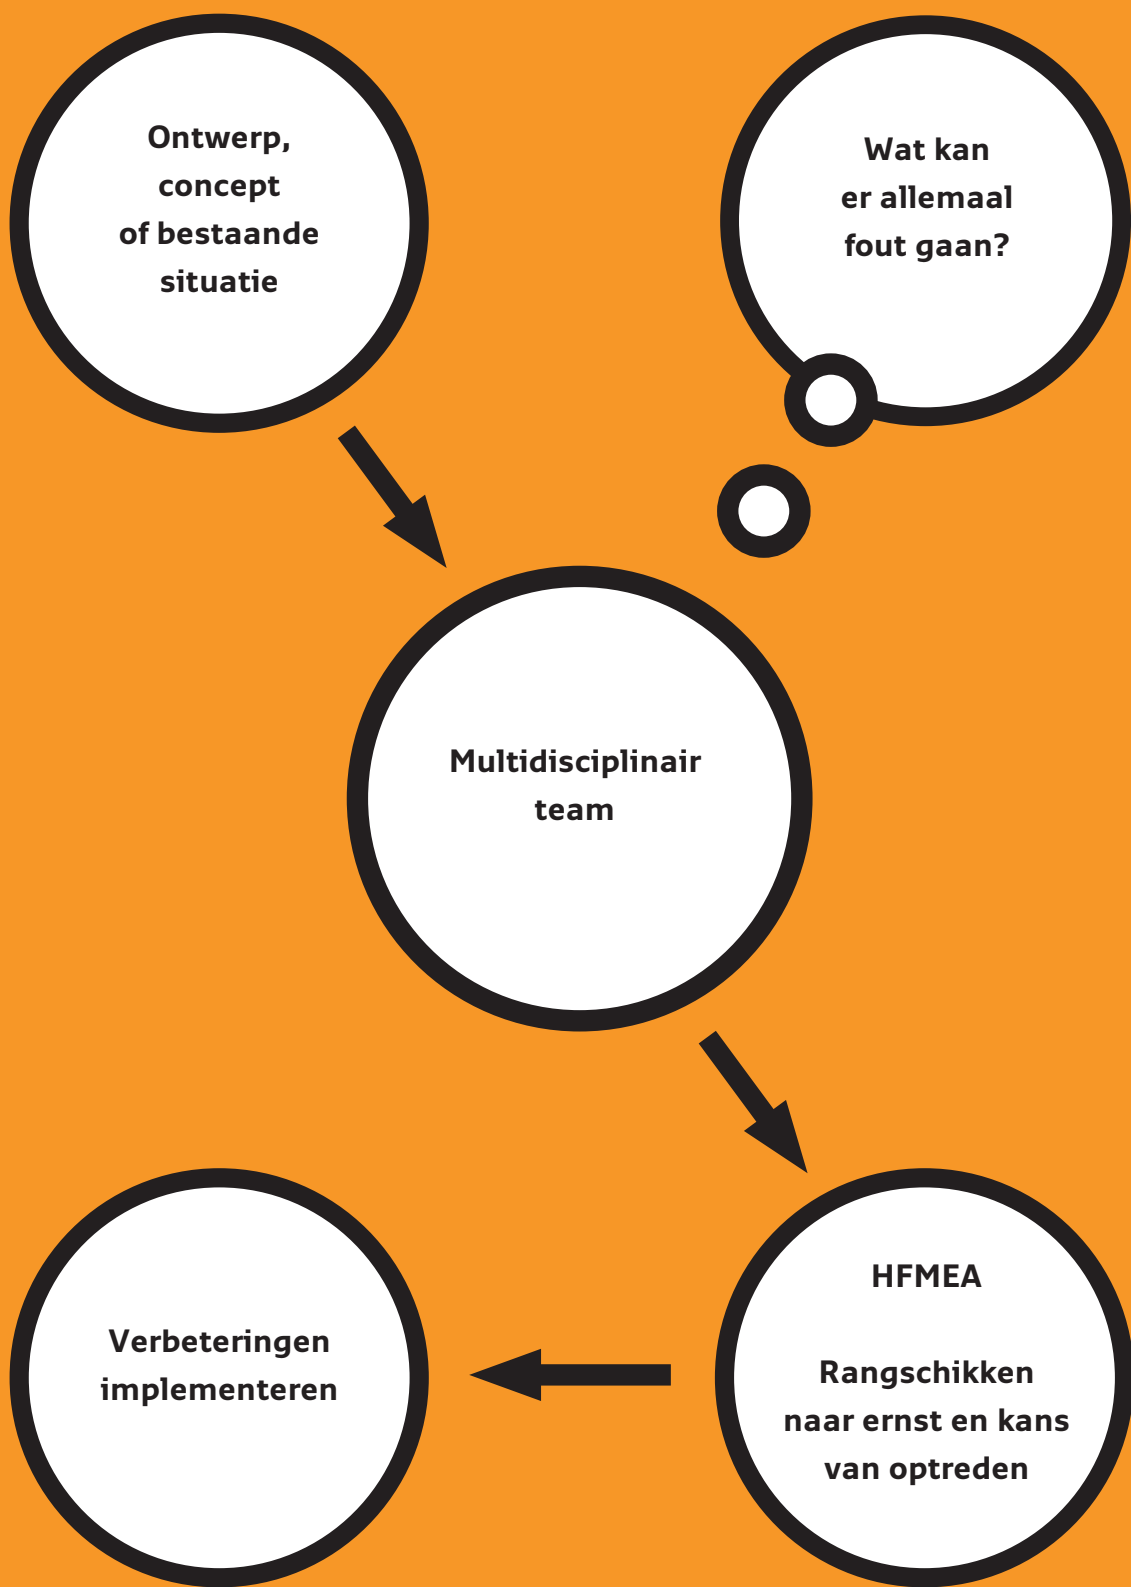 Ontwerp,
concept
of bestaande
situatie
Wat kan
er allemaal
fout gaan?
Multidisciplinair
team
HFMEA
Rangschikken
naar ernst en kans
van optreden
Verbeteringen
implementeren